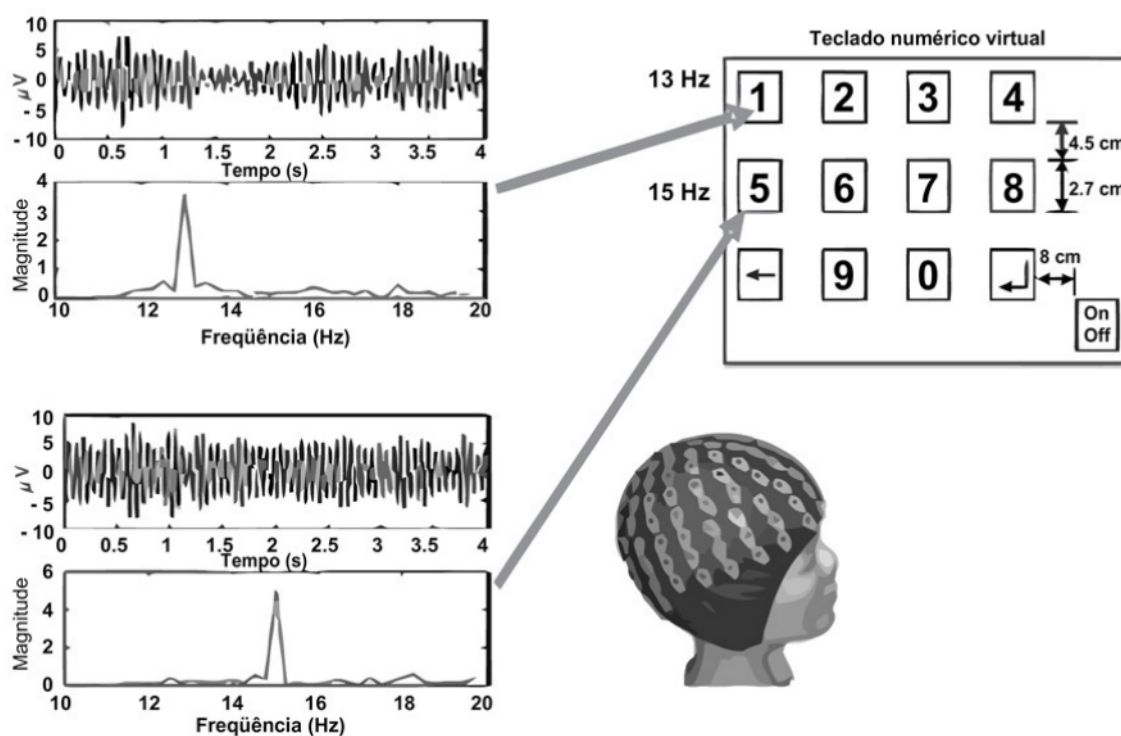 10
5
0
- 5
- 10
μV
0 0.5 1 1.5 2 2.5 3 3.5 4
Tempo (s)
4
3
2
1
0
Magnitude
10 12 14 16 18 20
Freqüência (Hz)
Teclado numérico virtual
13 Hz
1 2 3 4
4.5 cm
15 Hz
5 6 7 8
2.7 cm
← 9 0 ↵
8 cm
On
Off
10
5
0
- 5
- 10
μV
0 0.5 1 1.5 2 2.5 3 3.5 4
Tempo (s)
6
4
2
0
Magnitude
10 12 14 16 18 20
Freqüência (Hz)